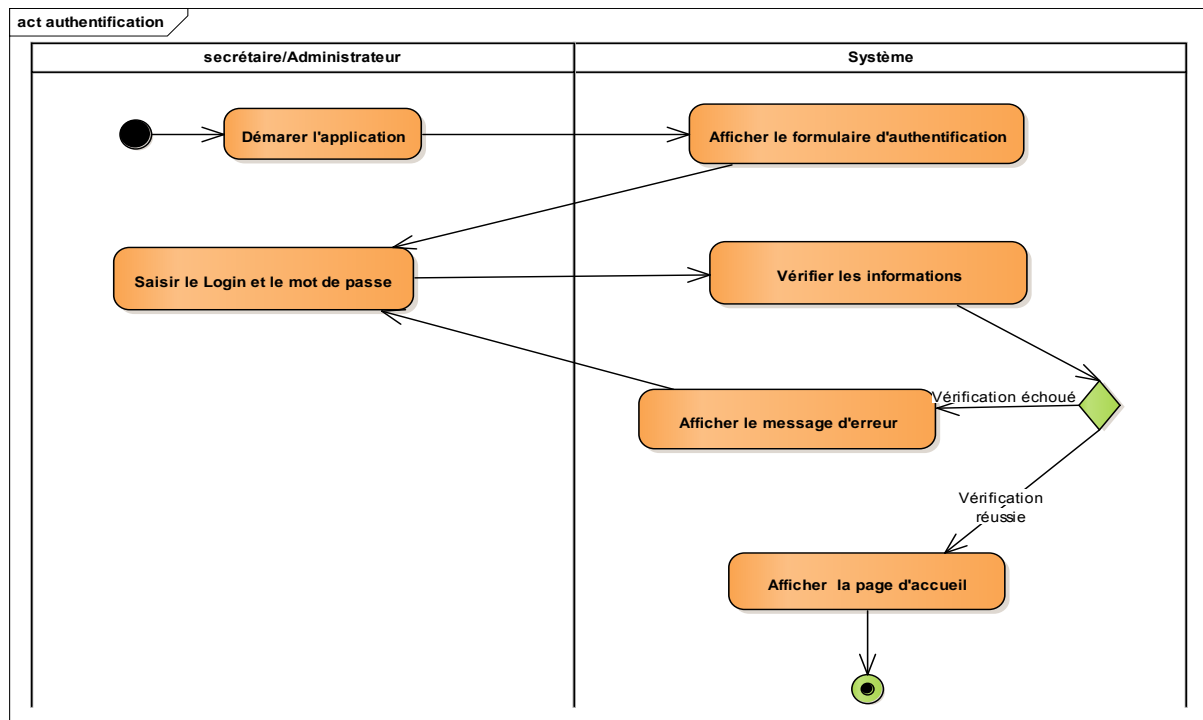 act authentification
secrétaire/Administrateur
Système
Démarer l'application
Afficher le formulaire d'authentification
Saisir le Login et le mot de passe
Vérifier les informations
Vérification échoué
Afficher le message d'erreur
Vérification
réussie
Afficher la page d'accueil